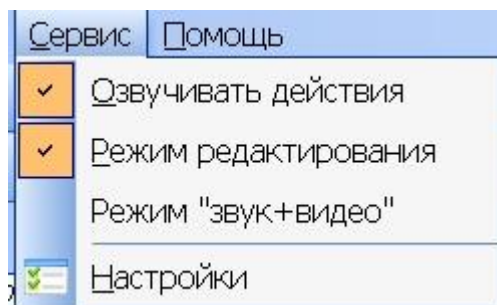 Сервис Помощь
Озвучивать действия
Режим редактирования
Режим "звук+видео"
Настройки